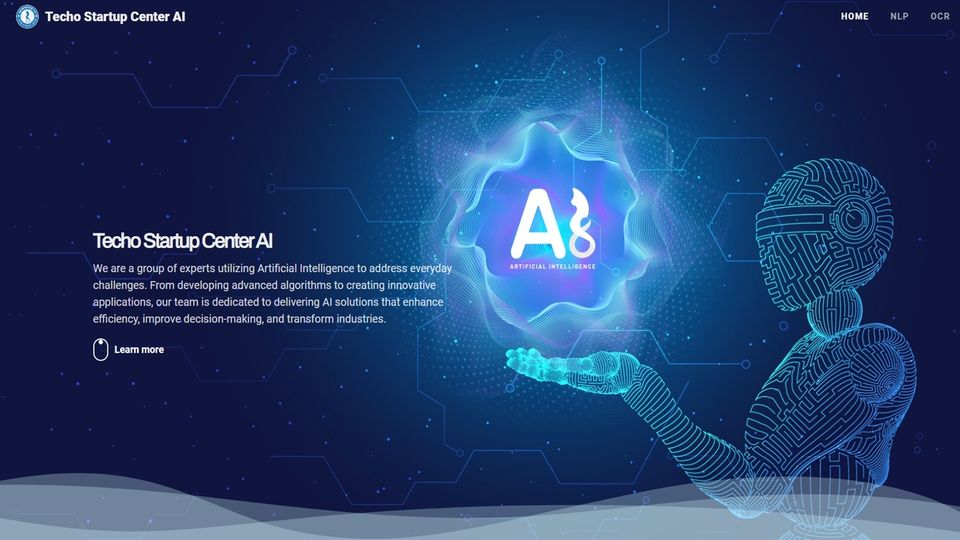 Techo Startup Center AI
HOME NLP OCR
Techo Startup Center AI
We are a group of experts utilizing Artificial Intelligence to address everyday
challenges. From developing advanced algorithms to creating innovative
applications, our team is dedicated to delivering AI solutions that enhance
efficiency, improve decision-making, and transform industries.
Learn more
A
ARTIFICIAL INTELLIGENCE